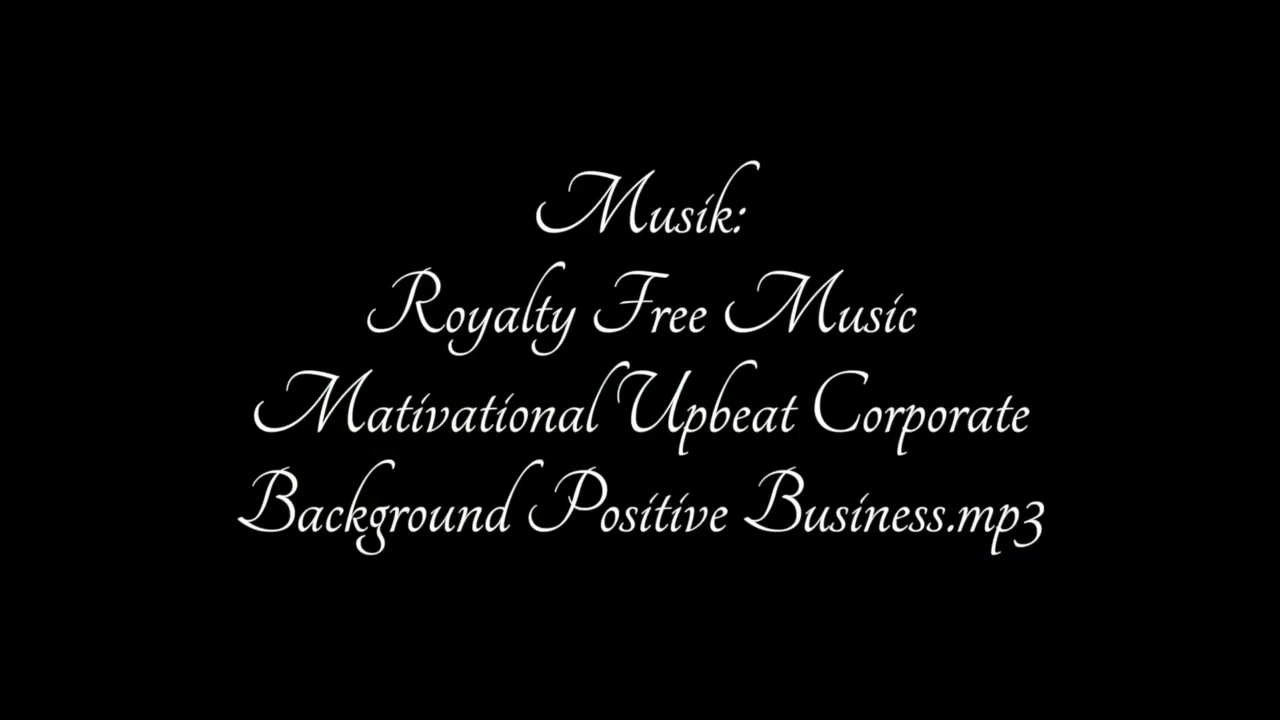 Musik:
Royalty Free Music
Mativational Upbeat Corporate
Background Positive Business.mp3